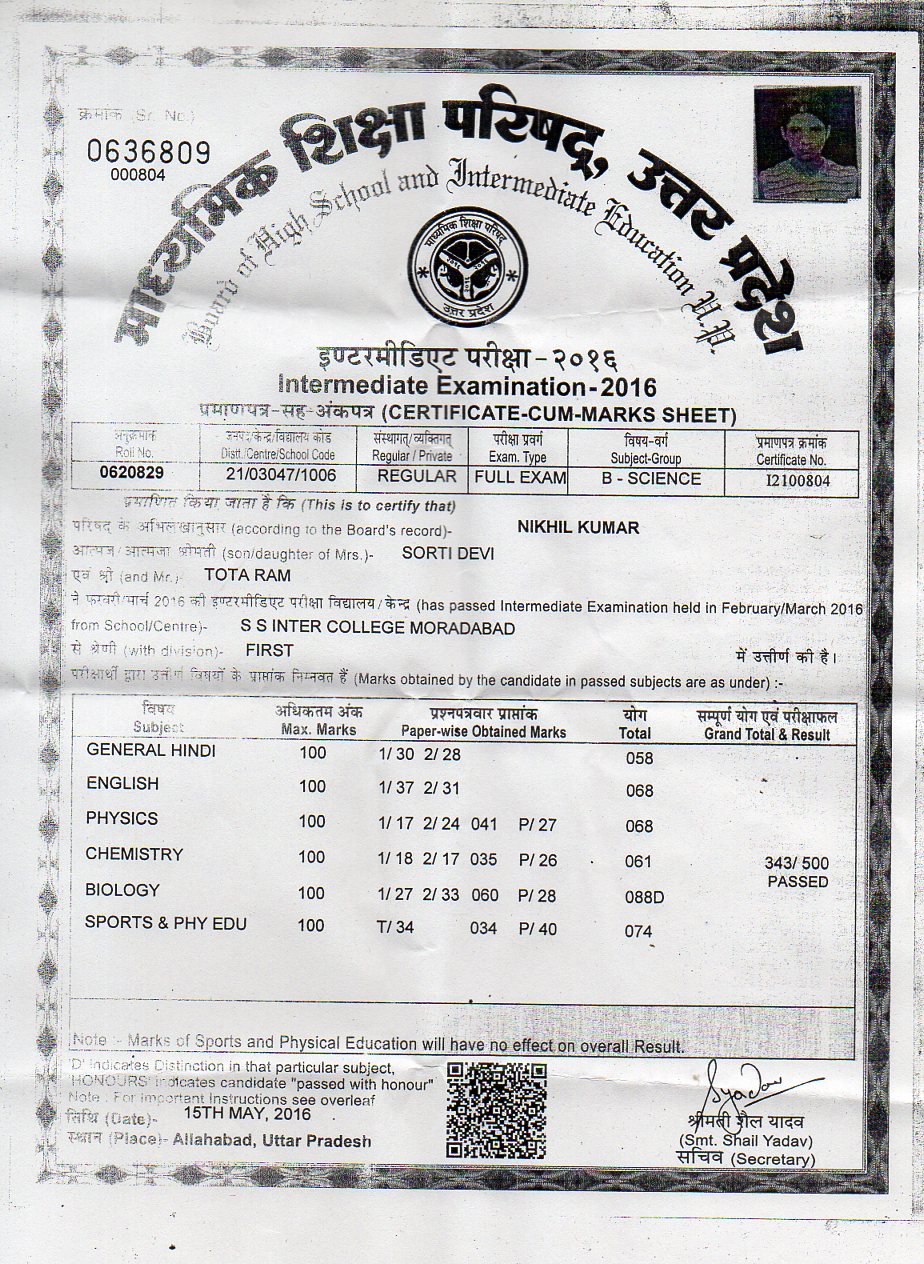 क्रमांक (Sr. No.)
0636809
000804
माध्यमिक शिक्षा परिषद्, उत्तर प्रदेश
Board of High School and Intermediate Education U.P.
माध्यमिक शिक्षा परिषद्
उत्तर प्रदेश
इण्टरमीडिएट परीक्षा-२०१६
Intermediate Examination-2016
प्रमाणपत्र-सह-अंकपत्र (CERTIFICATE-CUM-MARKS SHEET)
अनुक्रमांक जनपद/केन्द्र/विद्यालय कोड संस्थागत/व्यक्तिगत परीक्षा प्रवर्ग विषय-वर्ग प्रमाणपत्र क्रमांक
Roll No. Distt./Centre/School Code Regular / Private Exam. Type Subject-Group Certificate No.
0620829 21/03047/1006 REGULAR FULL EXAM B - SCIENCE I2100804
प्रमाणित किया जाता है कि (This is to certify that)
परिषद के अभिलेखानुसार (according to the Board's record)- NIKHIL KUMAR
आत्मज/आत्मजा श्रीमती (son/daughter of Mrs.)- SORTI DEVI
एवं श्री (and Mr.)- TOTA RAM
ने फरवरी/मार्च 2016 की इण्टरमीडिएट परीक्षा विद्यालय/केन्द्र (has passed Intermediate Examination held in February/March 2016
from School/Centre)- S S INTER COLLEGE MORADABAD
से श्रेणी (with division)- FIRST में उत्तीर्ण की है।
परीक्षार्थी द्वारा उत्तीर्ण विषयों के प्राप्तांक निम्नवत हैं (Marks obtained by the candidate in passed subjects are as under) :-
विषय अधिकतम अंक प्रश्नपत्रवार प्राप्तांक योग सम्पूर्ण योग एवं परीक्षाफल
Subject Max. Marks Paper-wise Obtained Marks Total Grand Total & Result
GENERAL HINDI 100 1/ 30 2/ 28 058
ENGLISH 100 1/ 37 2/ 31 068
PHYSICS 100 1/ 17 2/ 24 041 P/ 27 068
CHEMISTRY 100 1/ 18 2/ 17 035 P/ 26 061 343/ 500
PASSED
BIOLOGY 100 1/ 27 2/ 33 060 P/ 28 088D
SPORTS & PHY EDU 100 T/ 34 034 P/ 40 074
Note :- Marks of Sports and Physical Education will have no effect on overall Result.
'D' Indicates Distinction in that particular subject,
HONOURS' indicates candidate "passed with honour"
Note : For Important Instructions see overleaf
तिथि (Date)- 15TH MAY, 2016
स्थान (Place)- Allahabad, Uttar Pradesh
श्रीमती शैल यादव
(Smt. Shail Yadav)
सचिव (Secretary)